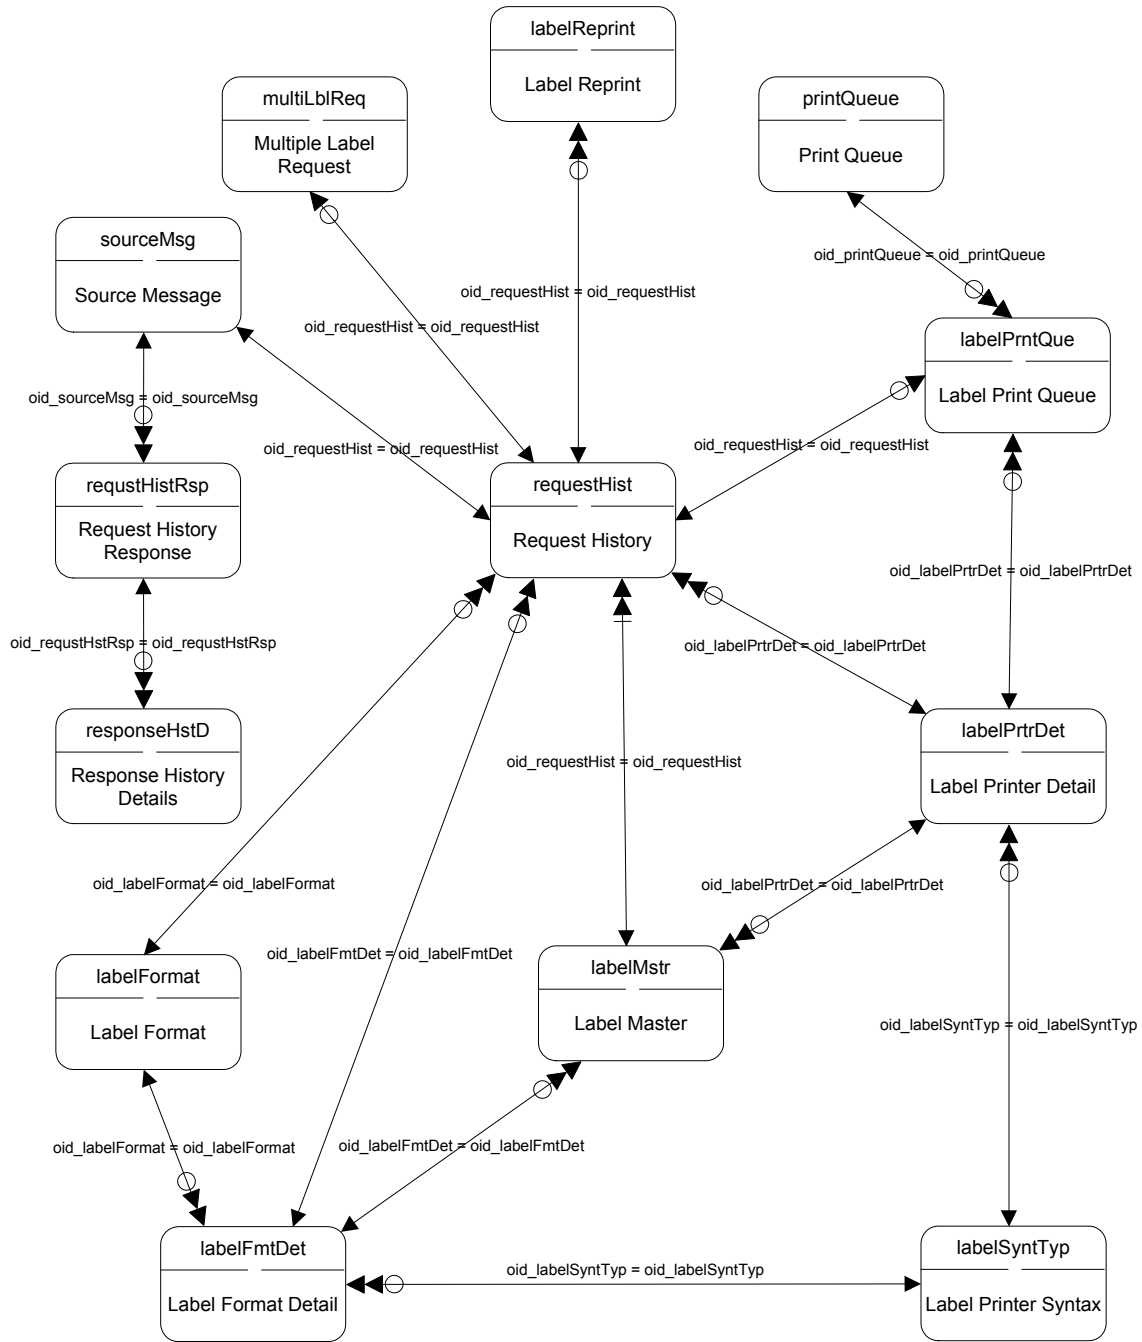 labelReprint
Label Reprint
multiLblReq
Multiple Label
Request
printQueue
Print Queue
sourceMsg
Source Message
oid_printQueue = oid_printQueue
oid_requestHist = oid_requestHist
oid_requestHist = oid_requestHist
labelPrntQue
Label Print Queue
oid_sourceMsg = oid_sourceMsg
oid_requestHist = oid_requestHist
oid_requestHist = oid_requestHist
requstHistRsp
Request History
Response
requestHist
Request History
oid_labelPrtrDet = oid_labelPrtrDet
oid_requstHstRsp = oid_requstHstRsp
oid_labelPrtrDet = oid_labelPrtrDet
responseHstD
Response History
Details
labelPrtrDet
Label Printer Detail
oid_requestHist = oid_requestHist
oid_labelFormat = oid_labelFormat
oid_labelPrtrDet = oid_labelPrtrDet
oid_labelFmtDet = oid_labelFmtDet
labelFormat
Label Format
labelMstr
Label Master
oid_labelSyntTyp = oid_labelSyntTyp
oid_labelFormat = oid_labelFormat
oid_labelFmtDet = oid_labelFmtDet
labelFmtDet
Label Format Detail
oid_labelSyntTyp = oid_labelSyntTyp
labelSyntTyp
Label Printer Syntax